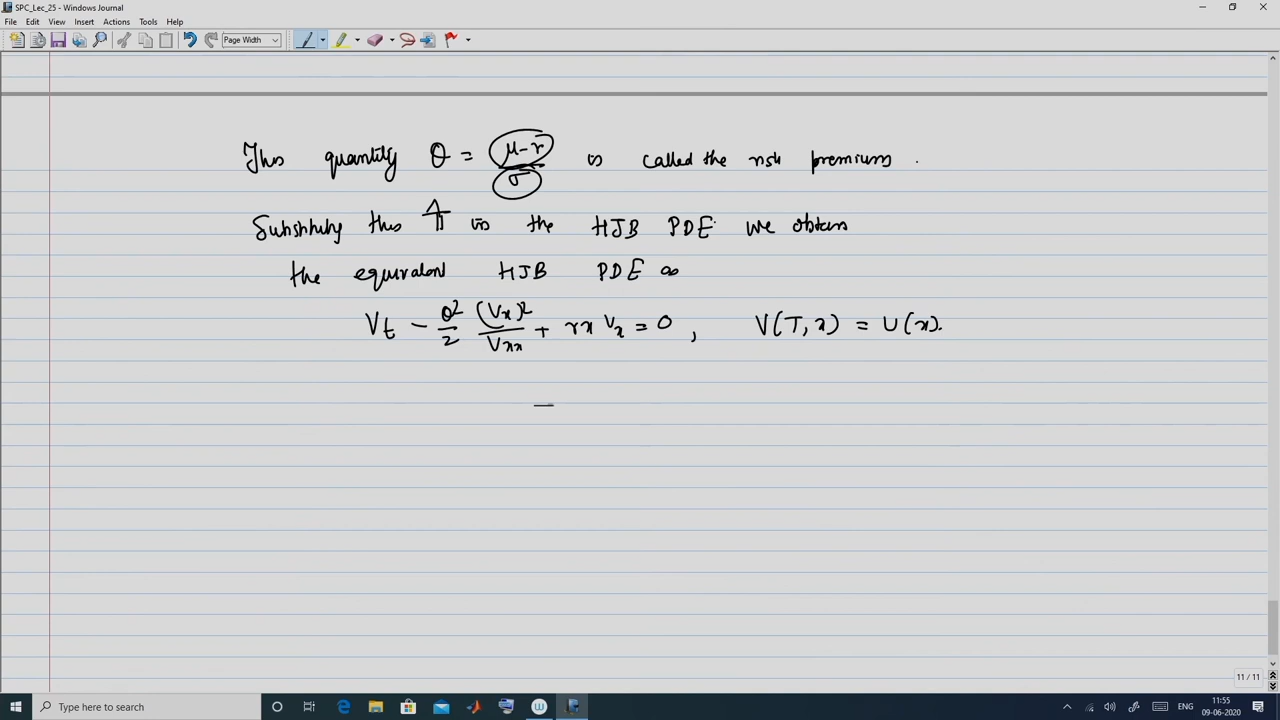 SPC_Lec_25 - Windows Journal
File Edit View Insert Actions Tools Help
Page Width
This quantity θ = μ-r/σ is called the risk premium.
Substituting this π̂ in the HJB PDE we obtain
the equivalent HJB PDE as
V_t - θ²/2 (V_x)²/V_xx + rx V_x = 0, V(T, x) = U(x).
11 / 11
Type here to search
ENG
11:55
09-06-2020